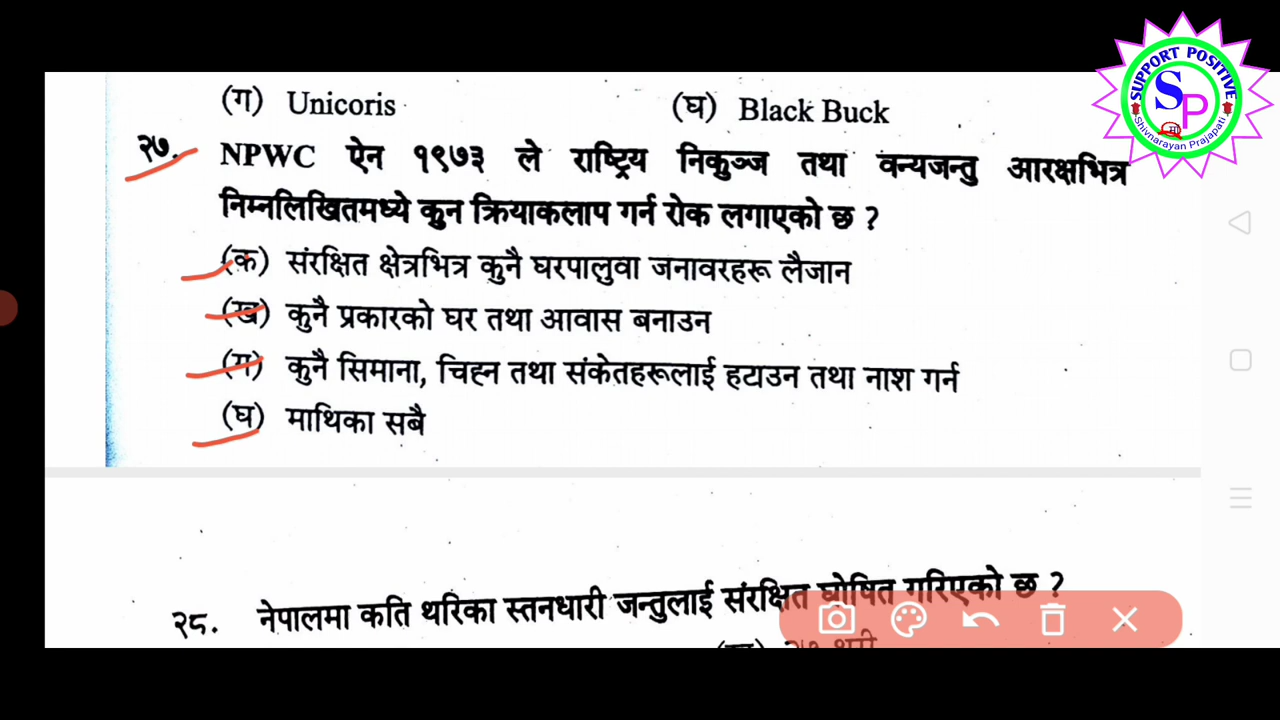 SUPPORT POSITIVE
SP
Shivnarayan Prajapati
(ग) Unicoris (घ) Black Buck
२७. NPWC ऐन १९७३ ले राष्ट्रिय निकुञ्ज तथा वन्यजन्तु आरक्षभित्र
निम्नलिखितमध्ये कुन क्रियाकलाप गर्न रोक लगाएको छ ?
(क) संरक्षित क्षेत्रभित्र कुनै घरपालुवा जनावरहरू लैजान
(ख) कुनै प्रकारको घर तथा आवास बनाउन
(ग) कुनै सिमाना, चिह्न तथा संकेतहरूलाई हटाउन तथा नाश गर्न
(घ) माथिका सबै
२८. नेपालमा कति थरिका स्तनधारी जन्तुलाई संरक्षित घोषित गरिएको छ ?